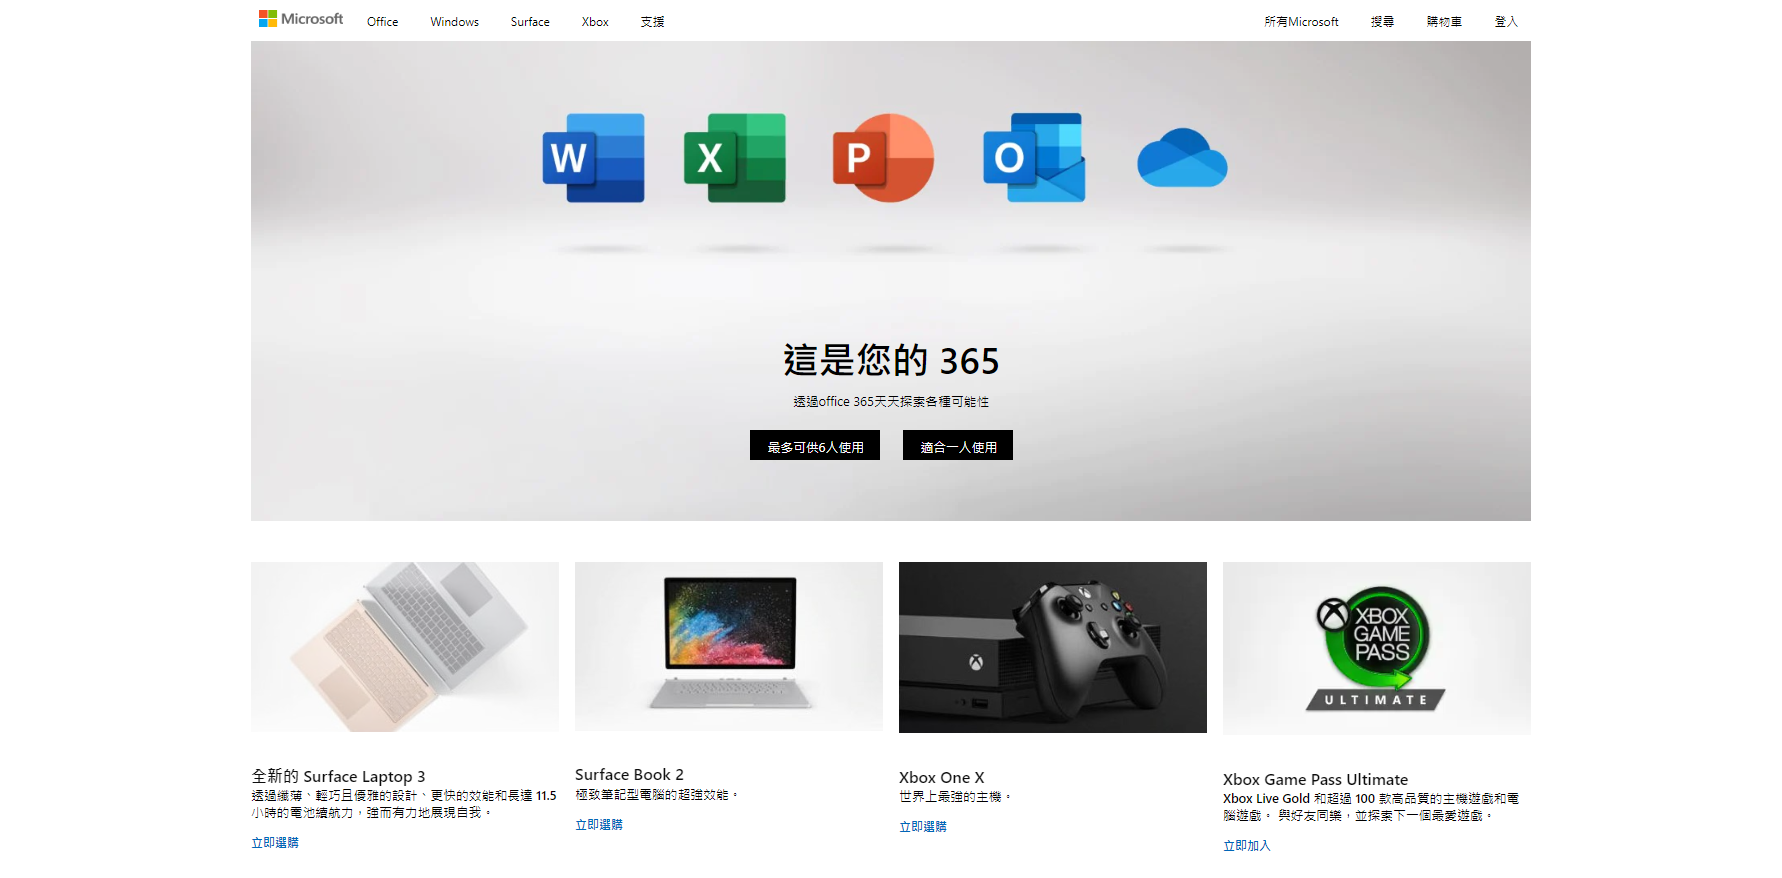 Microsoft Office Windows Surface Xbox 支援 所有Microsoft 搜尋 購物車 登入
W X P O
這是您的 365
透過office 365天天探索各種可能性
最多可供6人使用 適合一人使用
XBOX
GAME
PASS
ULTIMATE
全新的 Surface Laptop 3
透過纖薄、輕巧且優雅的設計、更快的效能和長達 11.5
小時的電池續航力，強而有力地展現自我。
立即選購
Surface Book 2
極致筆記型電腦的超強效能。
立即選購
Xbox One X
世界上最強的主機。
立即選購
Xbox Game Pass Ultimate
Xbox Live Gold 和超過 100 款高品質的主機遊戲和電
腦遊戲。 與好友同樂，並探索下一個最愛遊戲。
立即加入